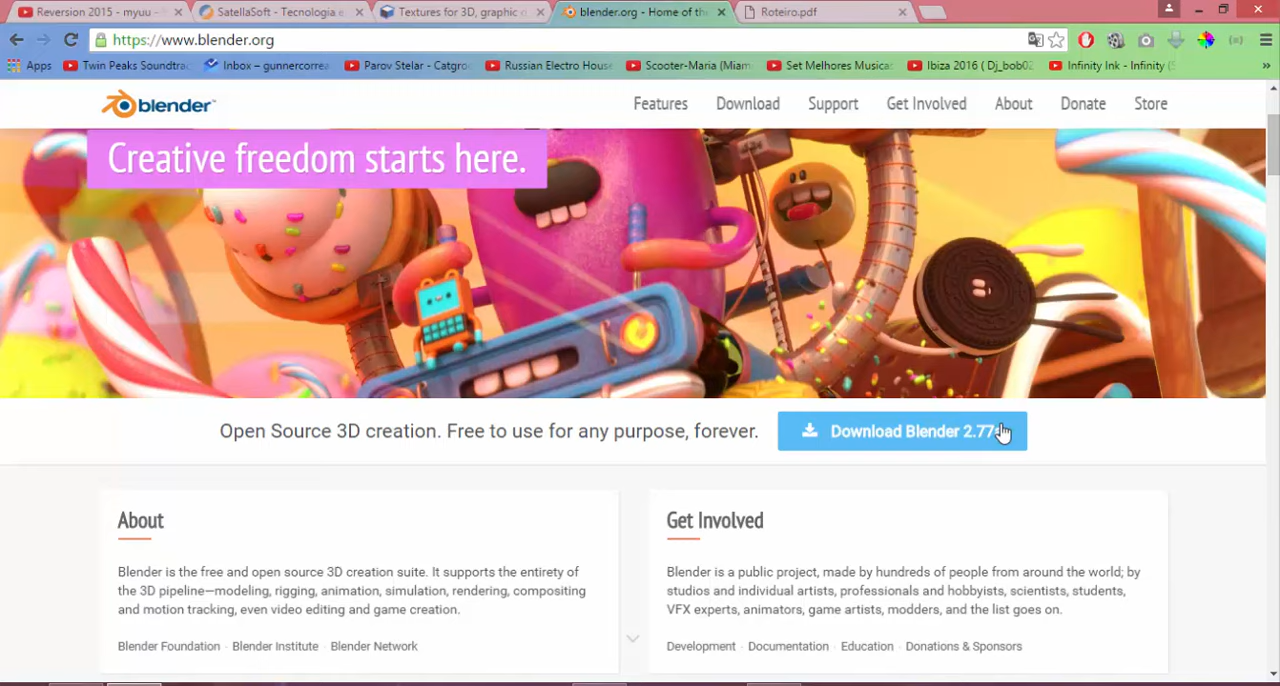 Reversion 2015 - myuu -
SatellaSoft - Tecnologia e
Textures for 3D, graphic
blender.org - Home of the
Roteiro.pdf
https://www.blender.org
Apps
Twin Peaks Soundtra
Inbox – gunnercorrea
Parov Stelar - Catgro
Russian Electro House
Scooter-Maria (Miam
Set Melhores Musica
Ibiza 2016 ( Dj_bob02
Infinity Ink - Infinity (
»
blender™
Features
Download
Support
Get Involved
About
Donate
Store
Creative freedom starts here.
Open Source 3D creation. Free to use for any purpose, forever.
Download Blender 2.77
About
Blender is the free and open source 3D creation suite. It supports the entirety of
the 3D pipeline—modeling, rigging, animation, simulation, rendering, compositing
and motion tracking, even video editing and game creation.
Blender Foundation · Blender Institute · Blender Network
Get Involved
Blender is a public project, made by hundreds of people from around the world; by
studios and individual artists, professionals and hobbyists, scientists, students,
VFX experts, animators, game artists, modders, and the list goes on.
Development · Documentation · Education · Donations & Sponsors